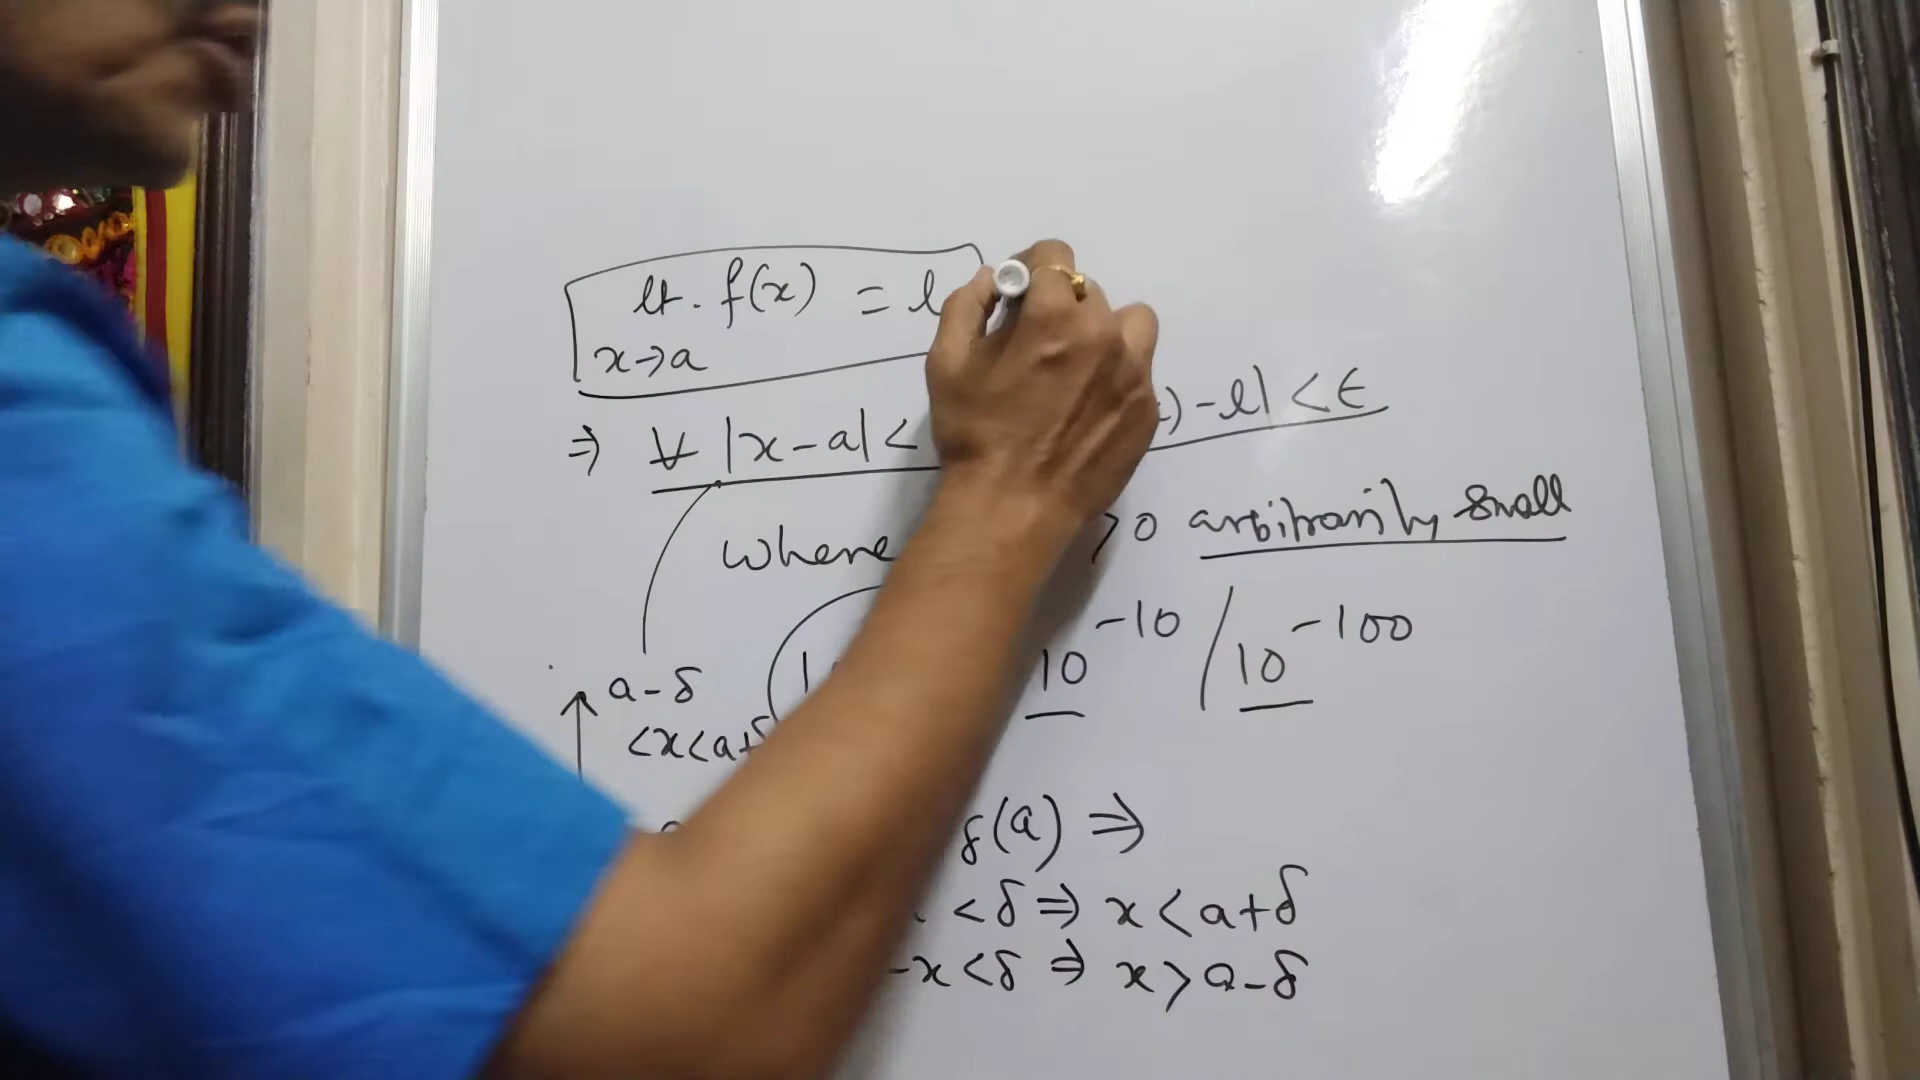 lt. f(x) = l
x→a
⇒ ∀ |x-a| < ) - l| < ϵ
where >0 arbitrarily small
10^-10 / 10^-100
a-δ
<x<a+δ
(a) ⇒
<δ ⇒ x < a+δ
-x<δ ⇒ x > a-δ